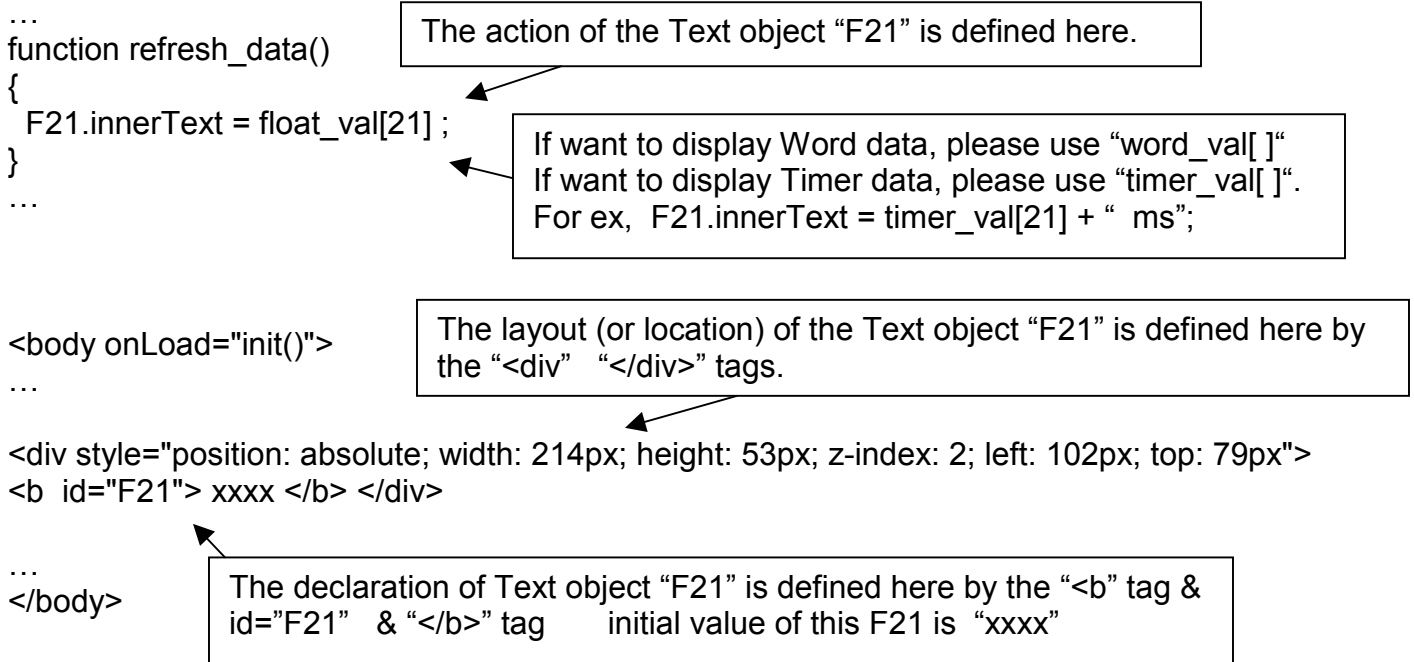 …
function refresh_data()
The action of the Text object “F21” is defined here.
{
F21.innerText = float_val[21] ;
}
…
If want to display Word data, please use “word_val[ ]“
If want to display Timer data, please use “timer_val[ ]“.
For ex, F21.innerText = timer_val[21] + “ ms”;
<body onLoad="init()">
…
The layout (or location) of the Text object “F21” is defined here by
the “<div” “</div>” tags.
<div style="position: absolute; width: 214px; height: 53px; z-index: 2; left: 102px; top: 79px">
<b id="F21"> xxxx </b> </div>
…
</body>
The declaration of Text object “F21” is defined here by the “<b” tag &
id=”F21” & “</b>” tag initial value of this F21 is “xxxx”